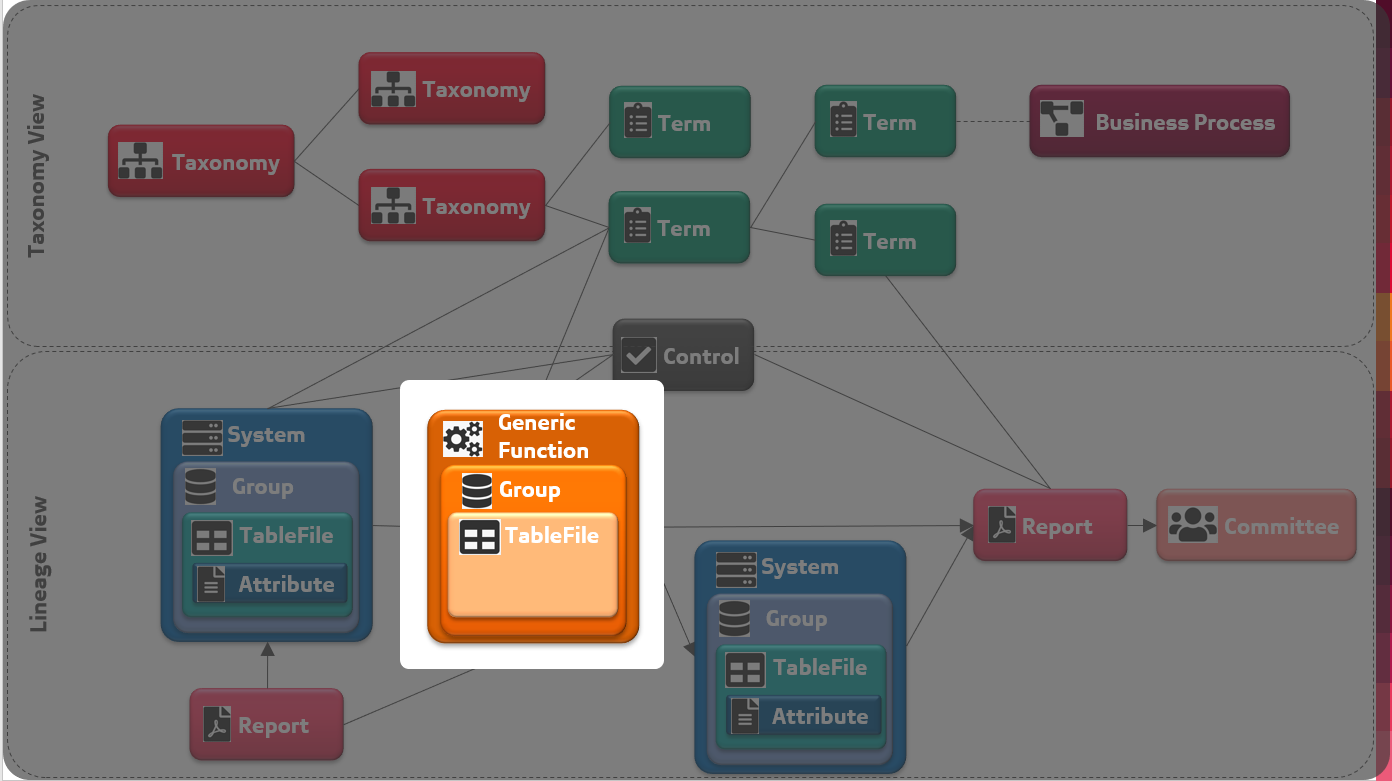 Taxonomy View
Taxonomy
Taxonomy
Taxonomy
Term
Term
Term
Term
Business Process
Control
Lineage View
System
Group
TableFile
Attribute
Generic
Function
Group
TableFile
System
Group
TableFile
Attribute
Report
Committee
Report